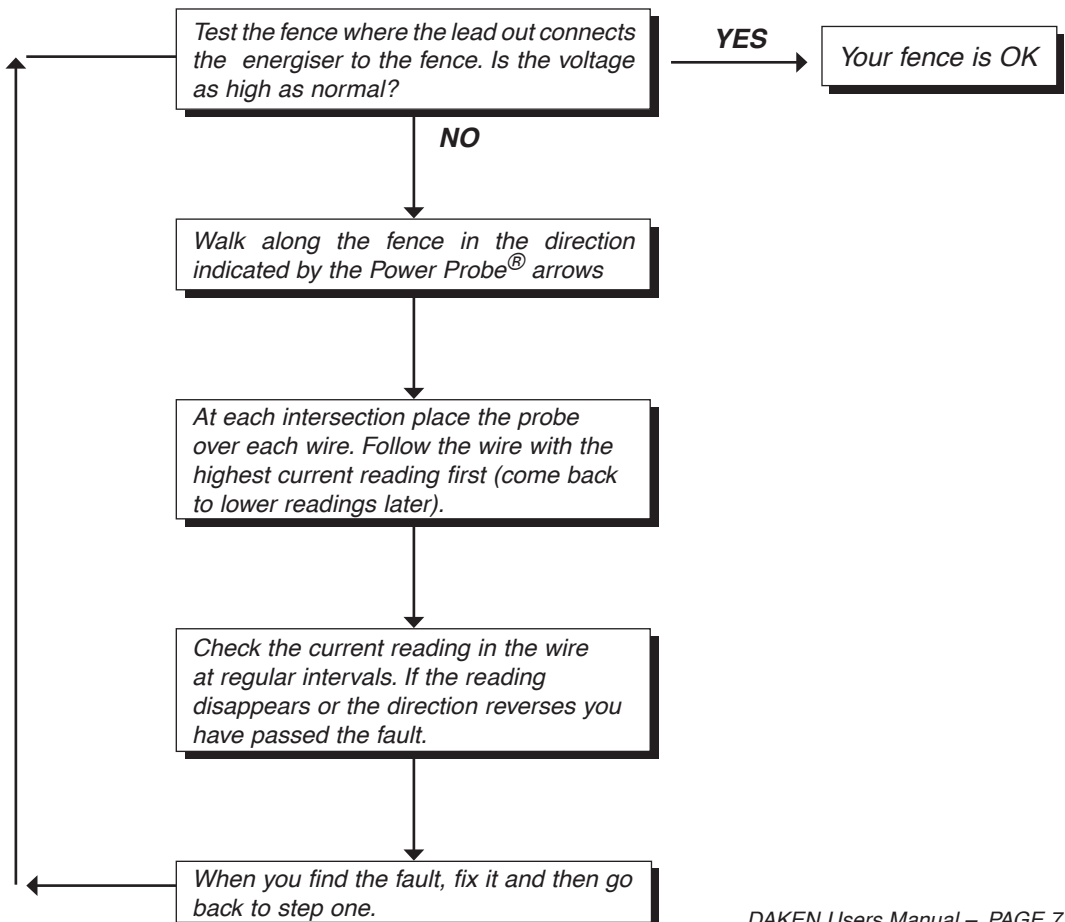 Test the fence where the lead out connects
the energiser to the fence. Is the voltage
as high as normal?
YES
Your fence is OK
NO
Walk along the fence in the direction
indicated by the Power Probe® arrows
At each intersection place the probe
over each wire. Follow the wire with the
highest current reading first (come back
to lower readings later).
Check the current reading in the wire
at regular intervals. If the reading
disappears or the direction reverses you
have passed the fault.
When you find the fault, fix it and then go
back to step one.
DAKEN Users Manual – PAGE 7